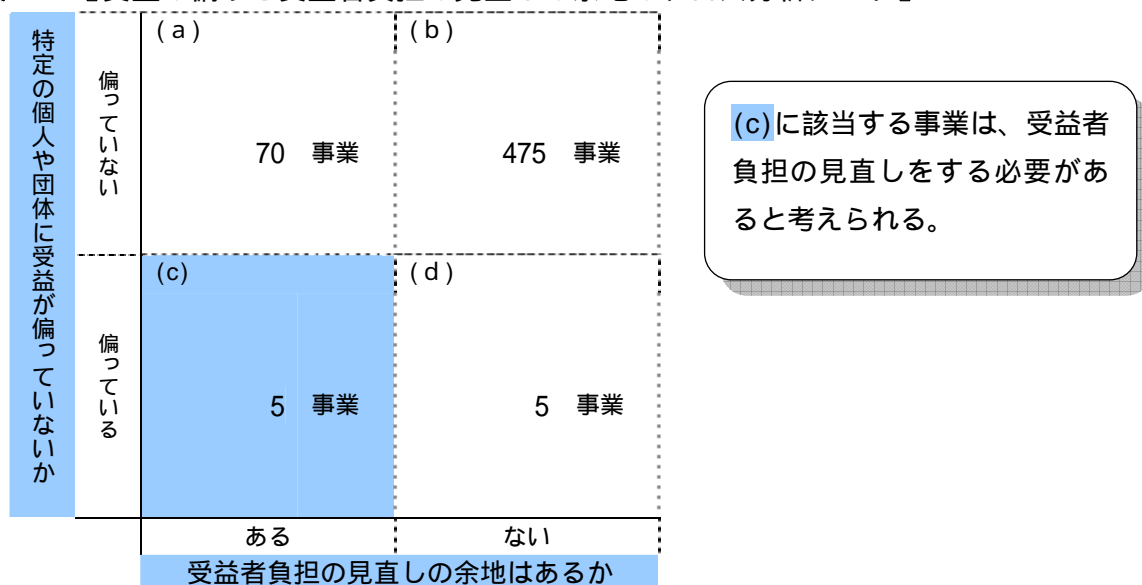 特定の個人や団体に受益が偏っていないか
偏っていない
(a)
70 事業
(b)
475 事業
偏っている
(c)
5 事業
(d)
5 事業
ある
ない
受益者負担の見直しの余地はあるか
(c)に該当する事業は、受益者
負担の見直しをする必要があ
ると考えられる。